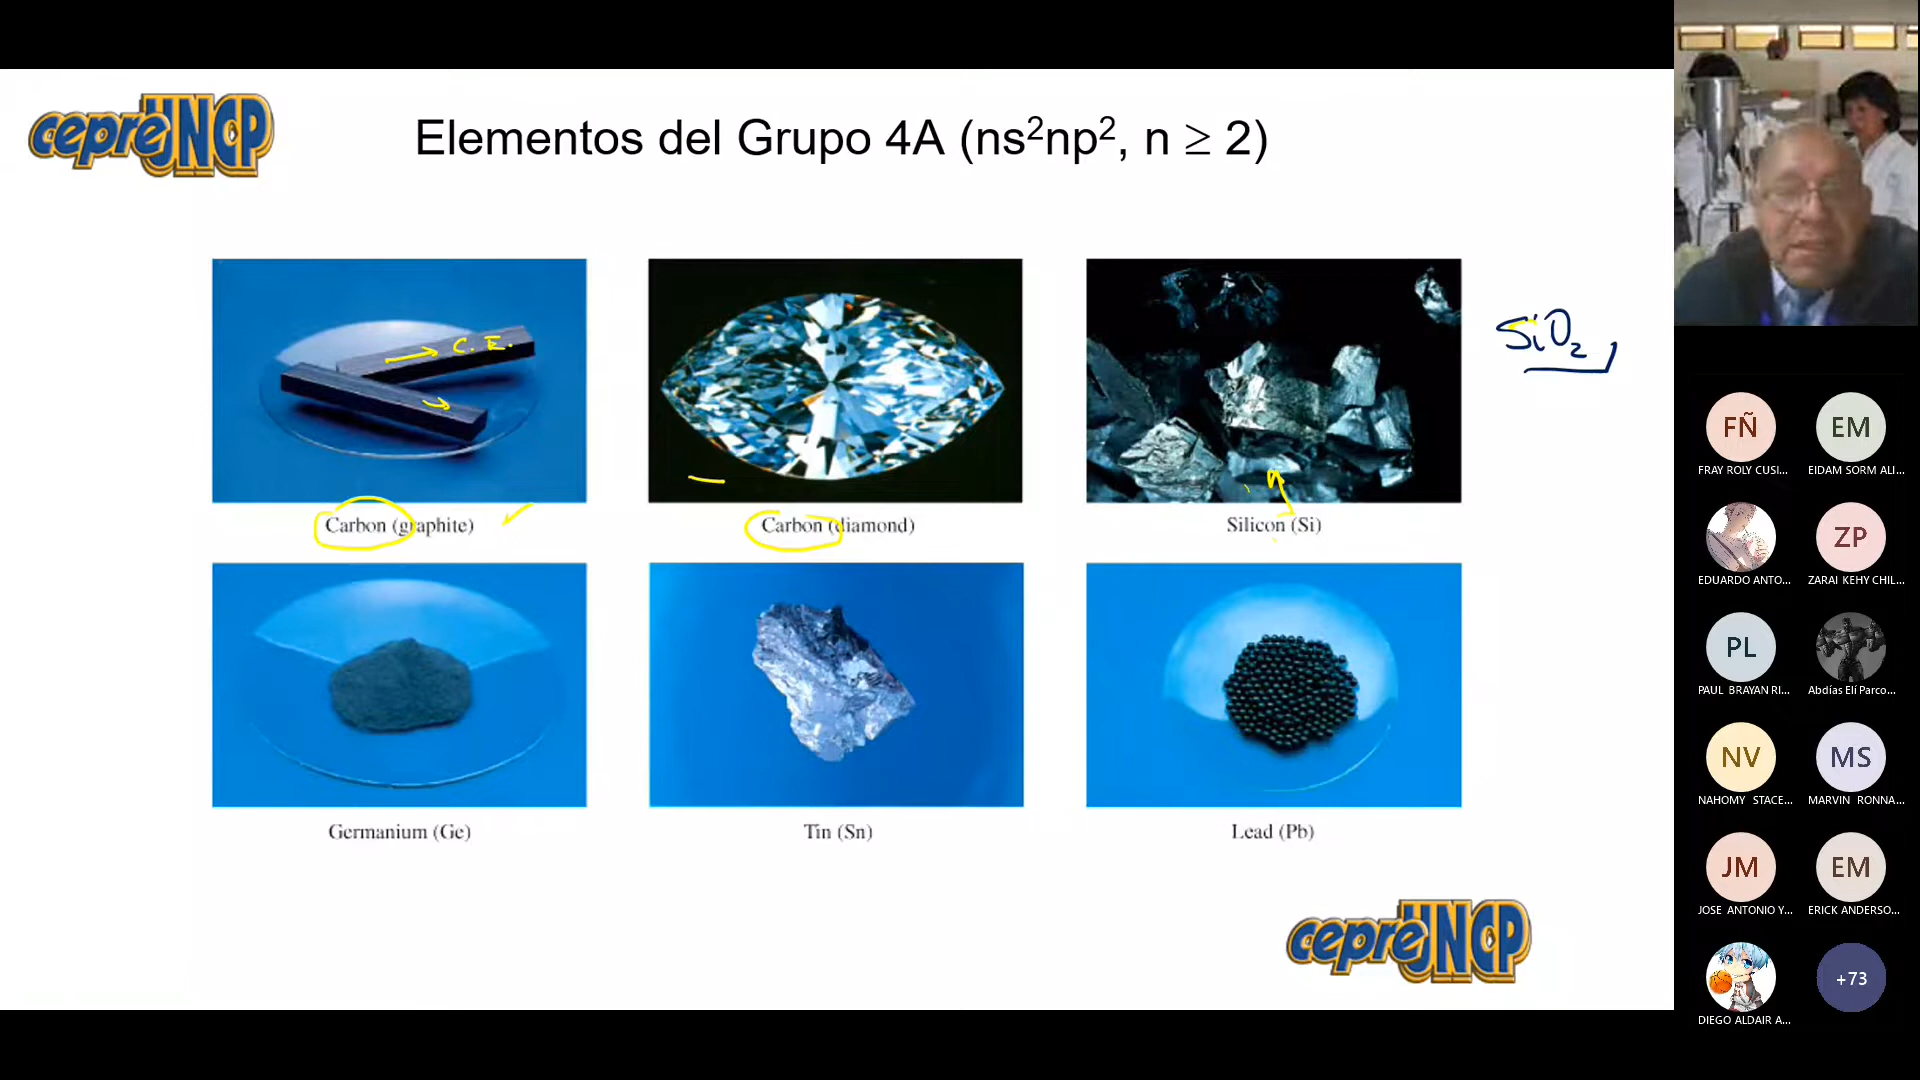 cepreUNCP
Elementos del Grupo 4A (ns²np², n ≥ 2)
C. E.
SiO₂
Carbon (graphite)
Carbon (diamond)
Silicon (Si)
Germanium (Ge)
Tin (Sn)
Lead (Pb)
cepreUNCP
FÑ
EM
FRAY ROLY CUSI...
EIDAM SORM ALI...
ZP
EDUARDO ANTO...
ZARAI KEHY CHIL...
PL
PAUL BRAYAN RI...
Abdías Elí Parco...
NV
MS
NAHOMY STACE...
MARVIN RONNA...
JM
EM
JOSE ANTONIO Y...
ERICK ANDERSO...
+73
DIEGO ALDAIR A...